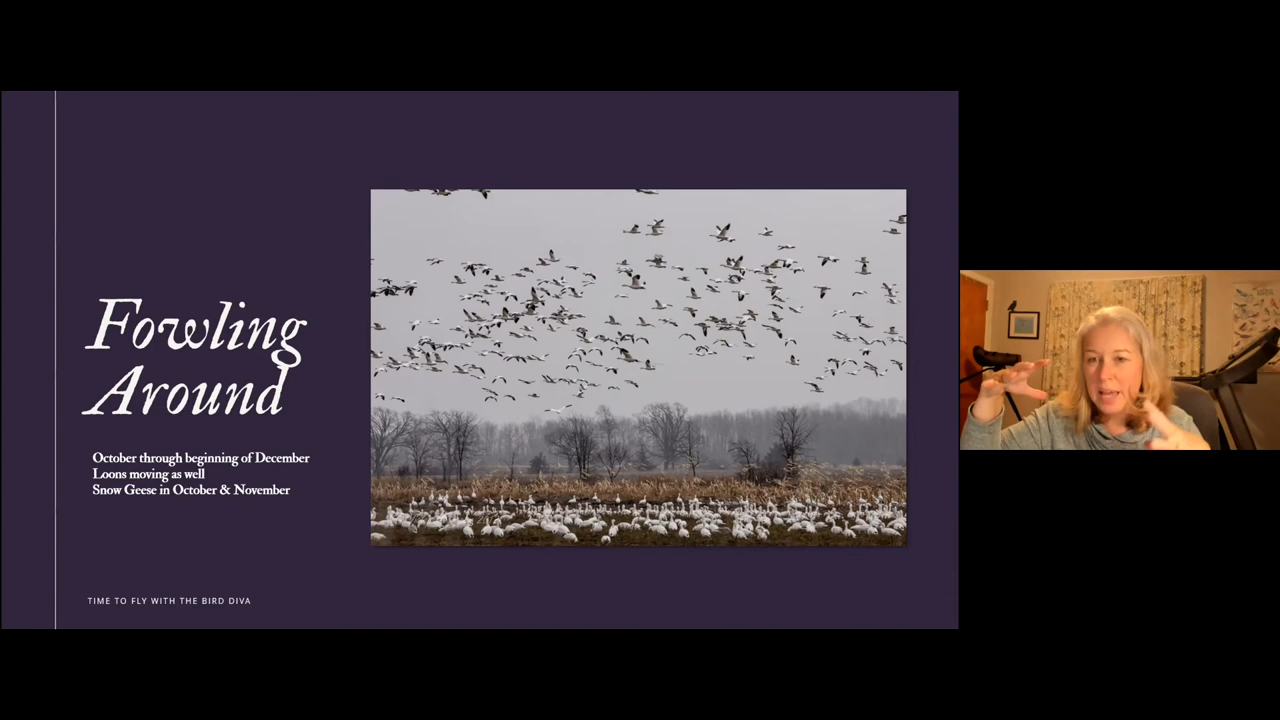 Fowling
Around
October through beginning of December
Loons moving as well
Snow Geese in October & November
TIME TO FLY WITH THE BIRD DIVA